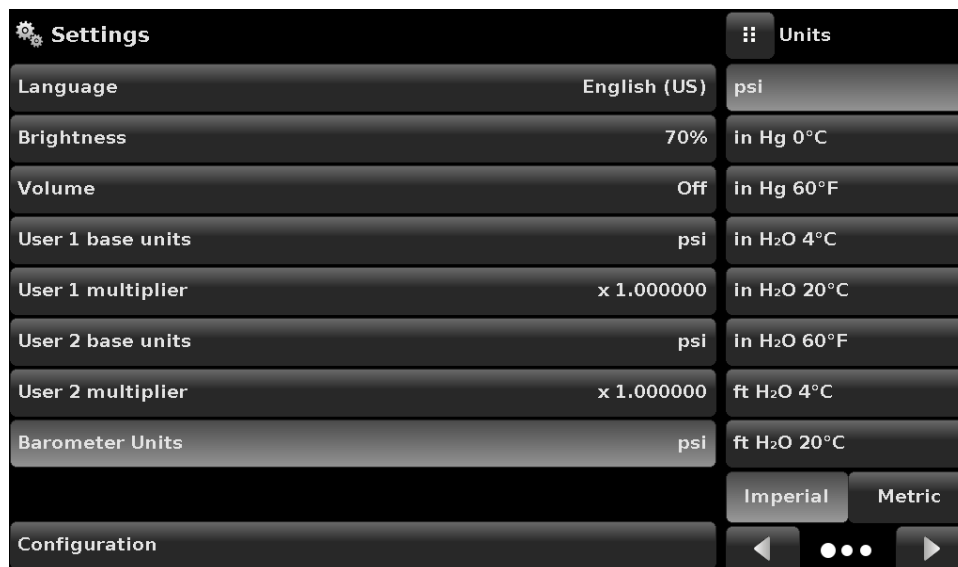 Settings
Language English (US)
Brightness 70%
Volume Off
User 1 base units psi
User 1 multiplier x 1.000000
User 2 base units psi
User 2 multiplier x 1.000000
Barometer Units psi
Configuration
Units
psi
in Hg 0°C
in Hg 60°F
in H₂O 4°C
in H₂O 20°C
in H₂O 60°F
ft H₂O 4°C
ft H₂O 20°C
Imperial Metric